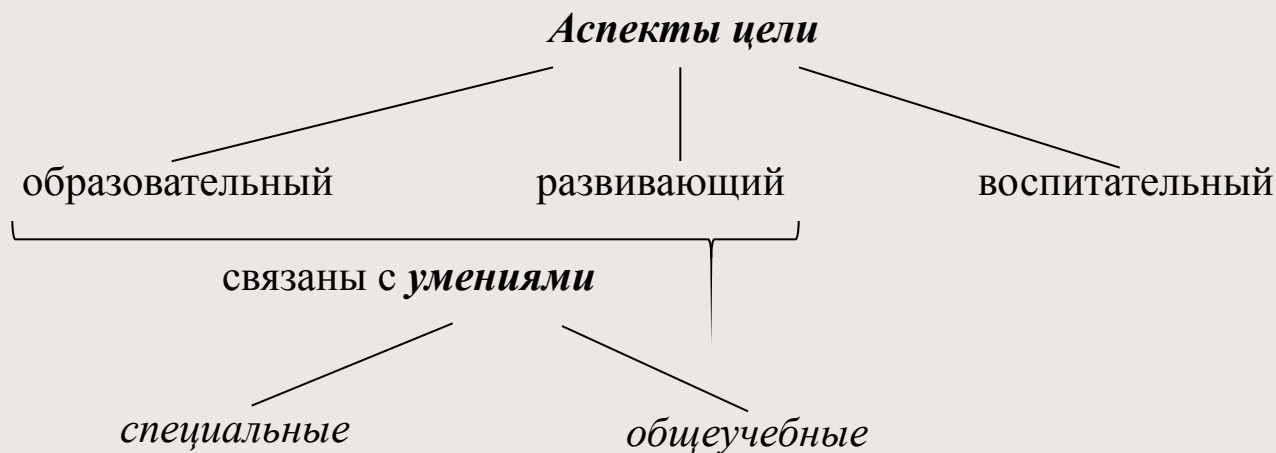 Аспекты цели
образовательный развивающий воспитательный
связаны с умениями
специальные общеучебные